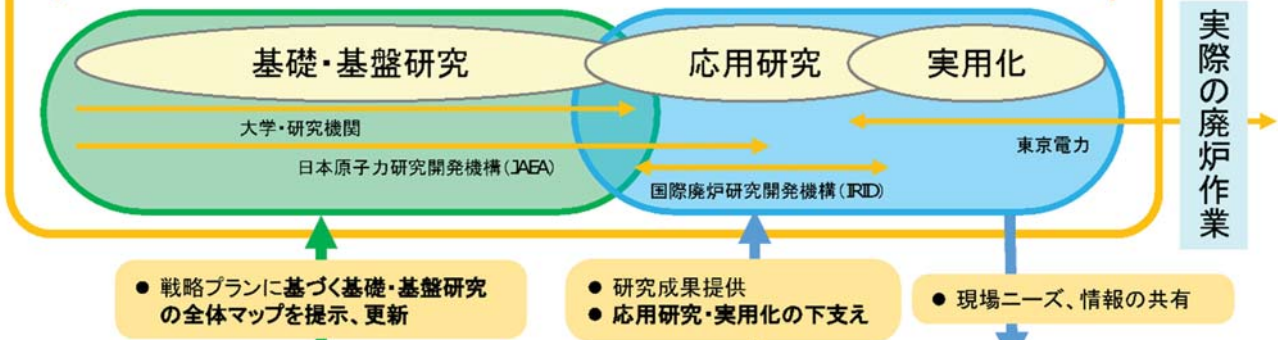 基礎・基盤研究
応用研究
実用化
実際の廃炉作業
大学・研究機関
日本原子力研究開発機構(JAEA)
東京電力
国際廃炉研究開発機構(IRID)
● 戦略プランに基づく基礎・基盤研究
の全体マップを提示、更新
● 研究成果提供
● 応用研究・実用化の下支え
● 現場ニーズ、情報の共有